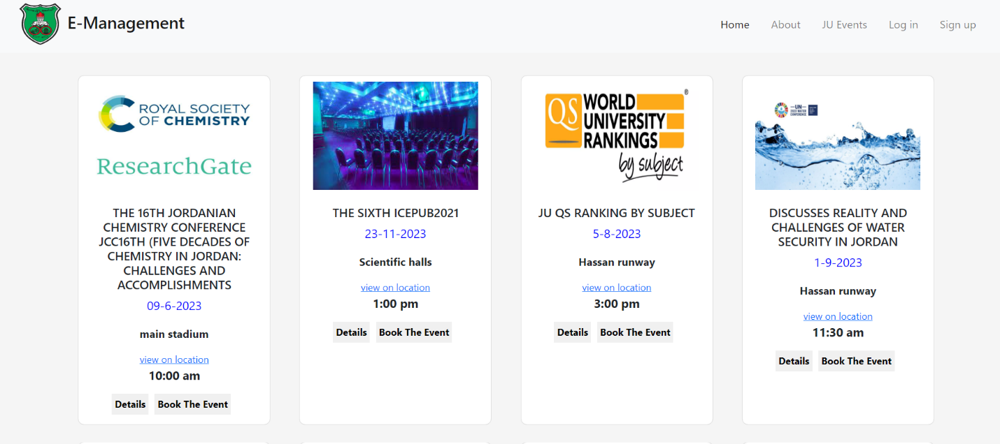 E-Management
Home
About
JU Events
Log in
Sign up
ROYAL SOCIETY
OF CHEMISTRY
ResearchGate
THE 16TH JORDANIAN
CHEMISTRY CONFERENCE
JCC16TH (FIVE DECADES OF
CHEMISTRY IN JORDAN:
CHALLENGES AND
ACCOMPLISHMENTS
09-6-2023
main stadium
view on location
10:00 am
Details
Book The Event
THE SIXTH ICEPUB2021
23-11-2023
Scientific halls
view on location
1:00 pm
Details
Book The Event
QS
WORLD
UNIVERSITY
RANKINGS
®
by subject
JU QS RANKING BY SUBJECT
5-8-2023
Hassan runway
view on location
3:00 pm
Details
Book The Event
UN
2023 WATER
CONFERENCE
DISCUSSES REALITY AND
CHALLENGES OF WATER
SECURITY IN JORDAN
1-9-2023
Hassan runway
view on location
11:30 am
Details
Book The Event